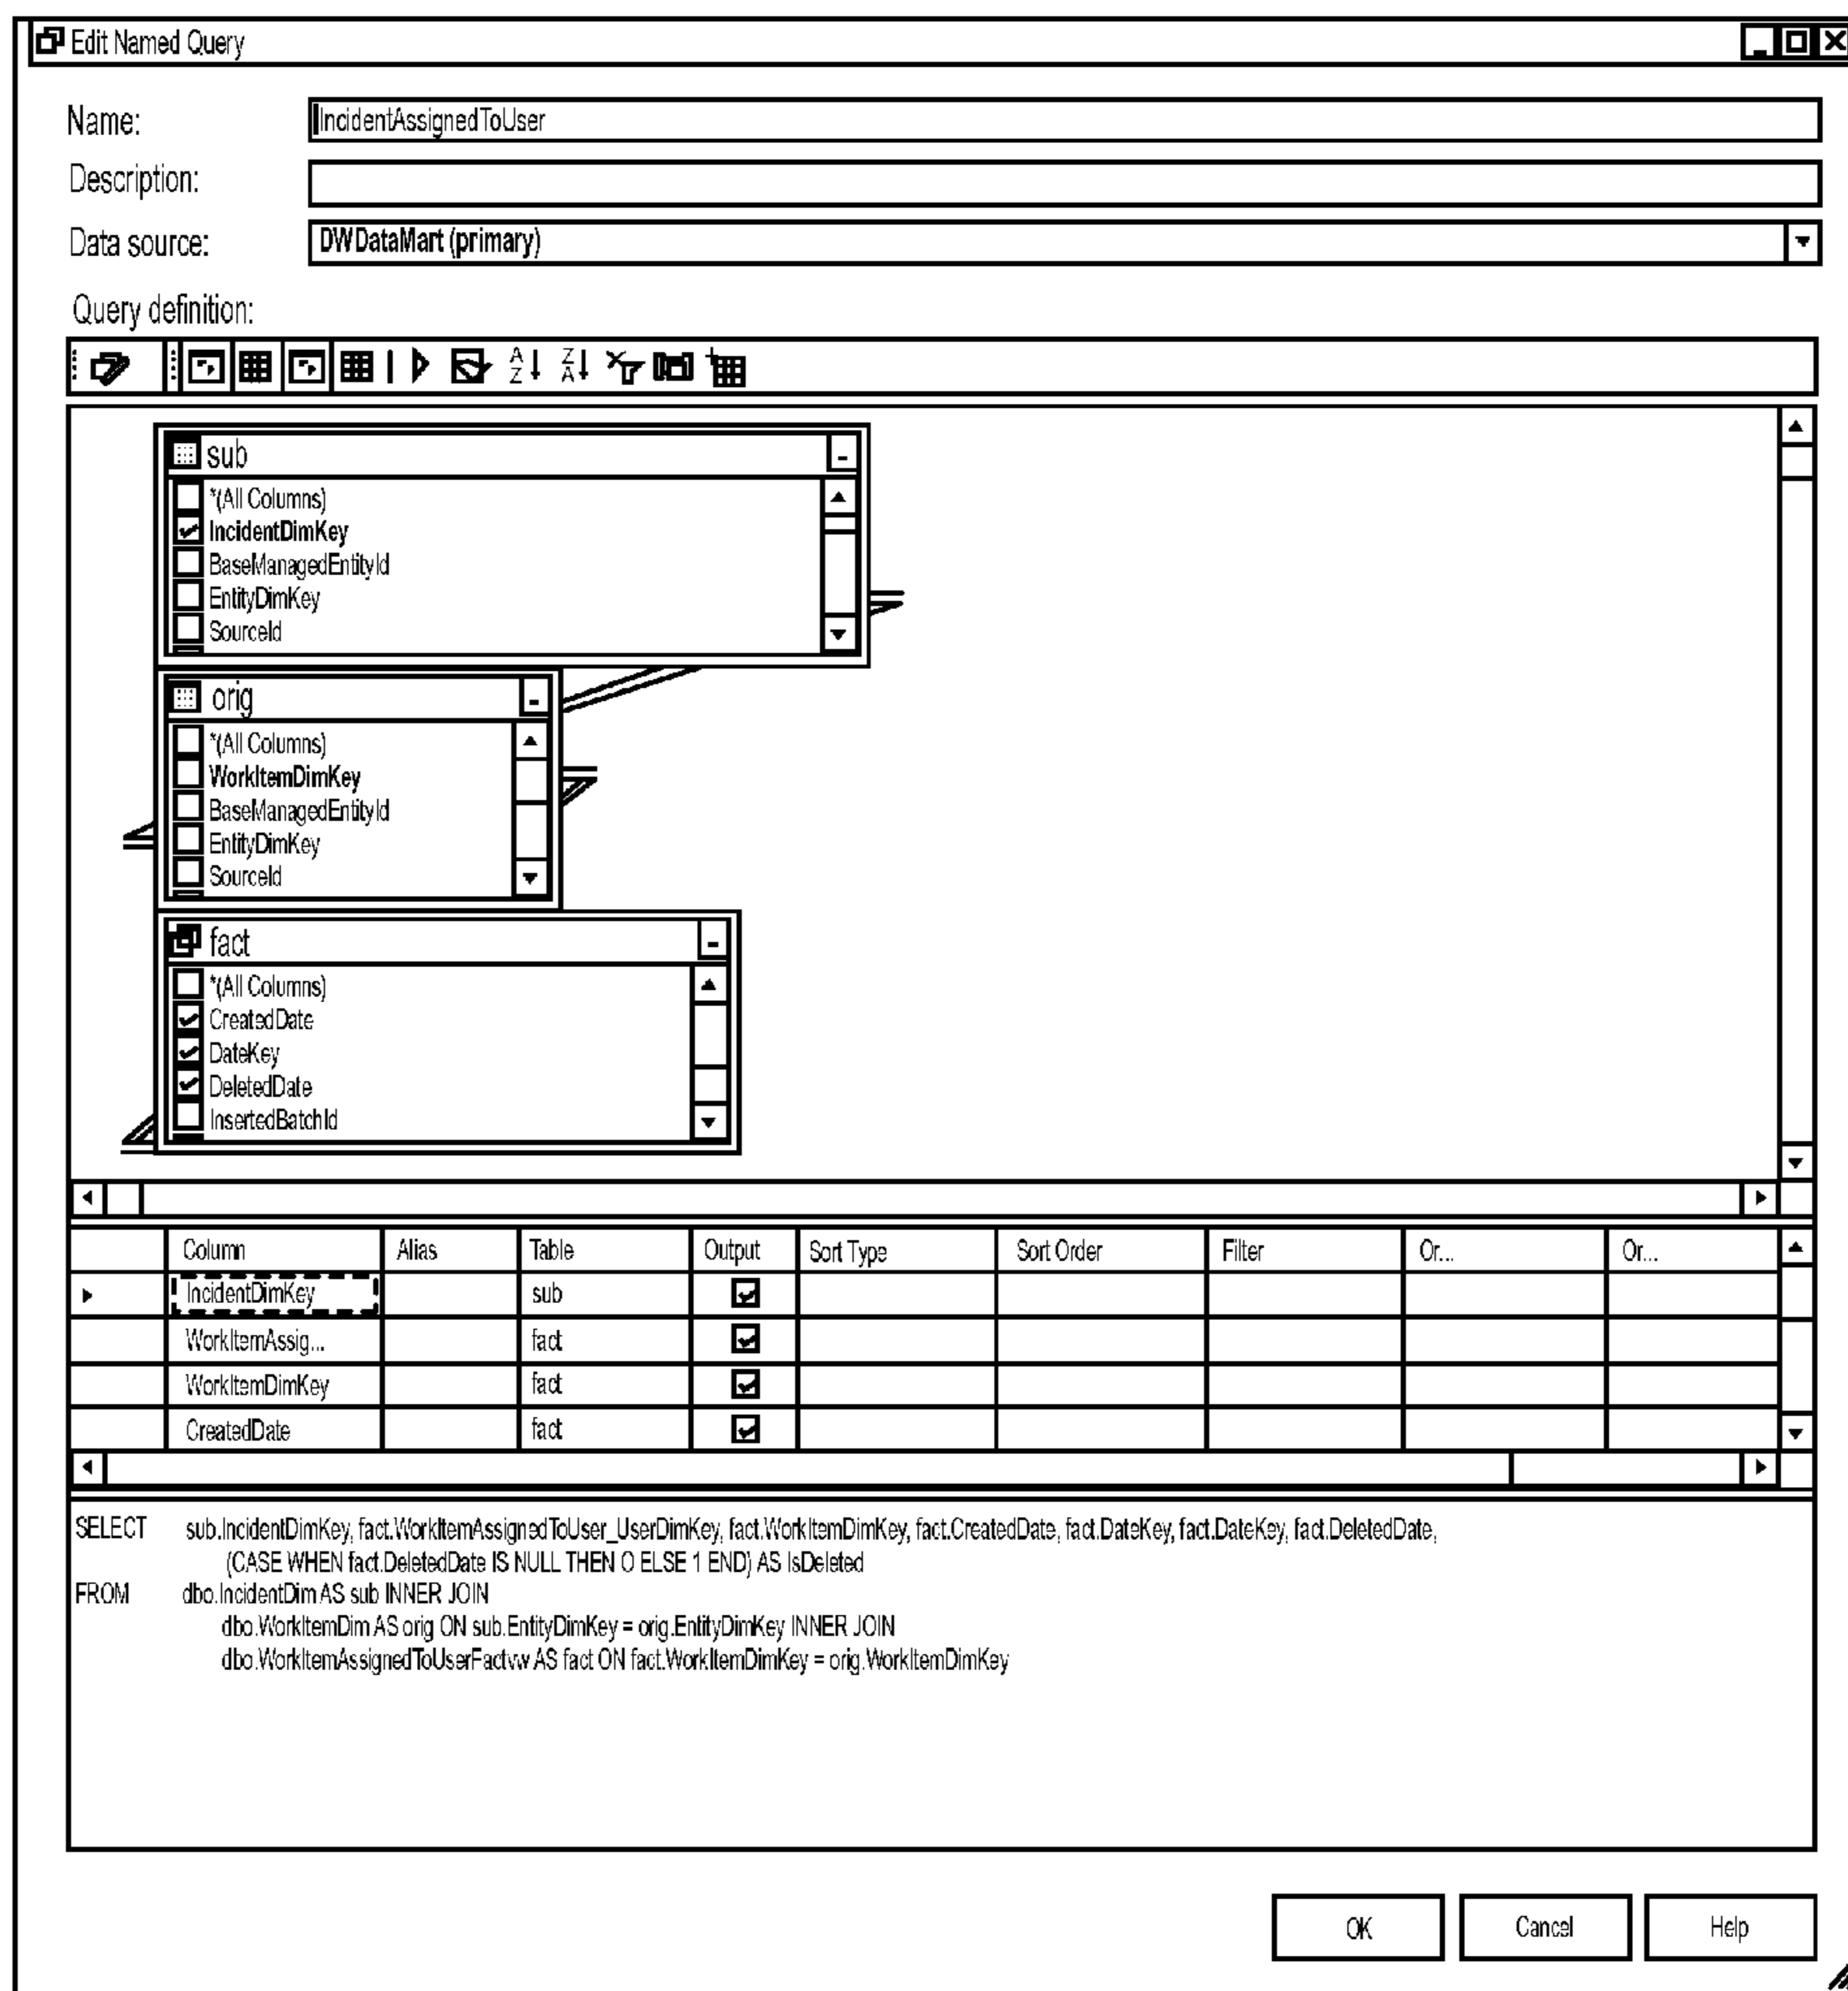 Edit Named Query
Name: IncidentAssignedToUser
Description:
Data source: DWDataMart (primary)
Query definition:
A Z Z A
sub
*(All Columns)
IncidentDimKey
BaseManagedEntityId
EntityDimKey
SourceId
orig
*(All Columns)
WorkItemDimKey
BaseManagedEntityId
EntityDimKey
SourceId
fact
*(All Columns)
CreatedDate
DateKey
DeletedDate
InsertedBatchId
Column Alias Table Output Sort Type Sort Order Filter Or... Or...
IncidentDimKey sub
WorkItemAssig... fact
WorkItemDimKey fact
CreatedDate fact
SELECT sub.IncidentDimKey, fact.WorkItemAssignedToUser_UserDimKey, fact.WorkItemDimKey, fact.CreatedDate, fact.DateKey, fact.DateKey, fact.DeletedDate,
(CASE WHEN fact.DeletedDate IS NULL THEN O ELSE 1 END) AS IsDeleted
FROM dbo.IncidentDim AS sub INNER JOIN
dbo.WorkItemDim AS orig ON sub.EntityDimKey = orig.EntityDimKey INNER JOIN
dbo.WorkItemAssignedToUserFactvw AS fact ON fact.WorkItemDimKey = orig.WorkItemDimKey
OK Cancel Help